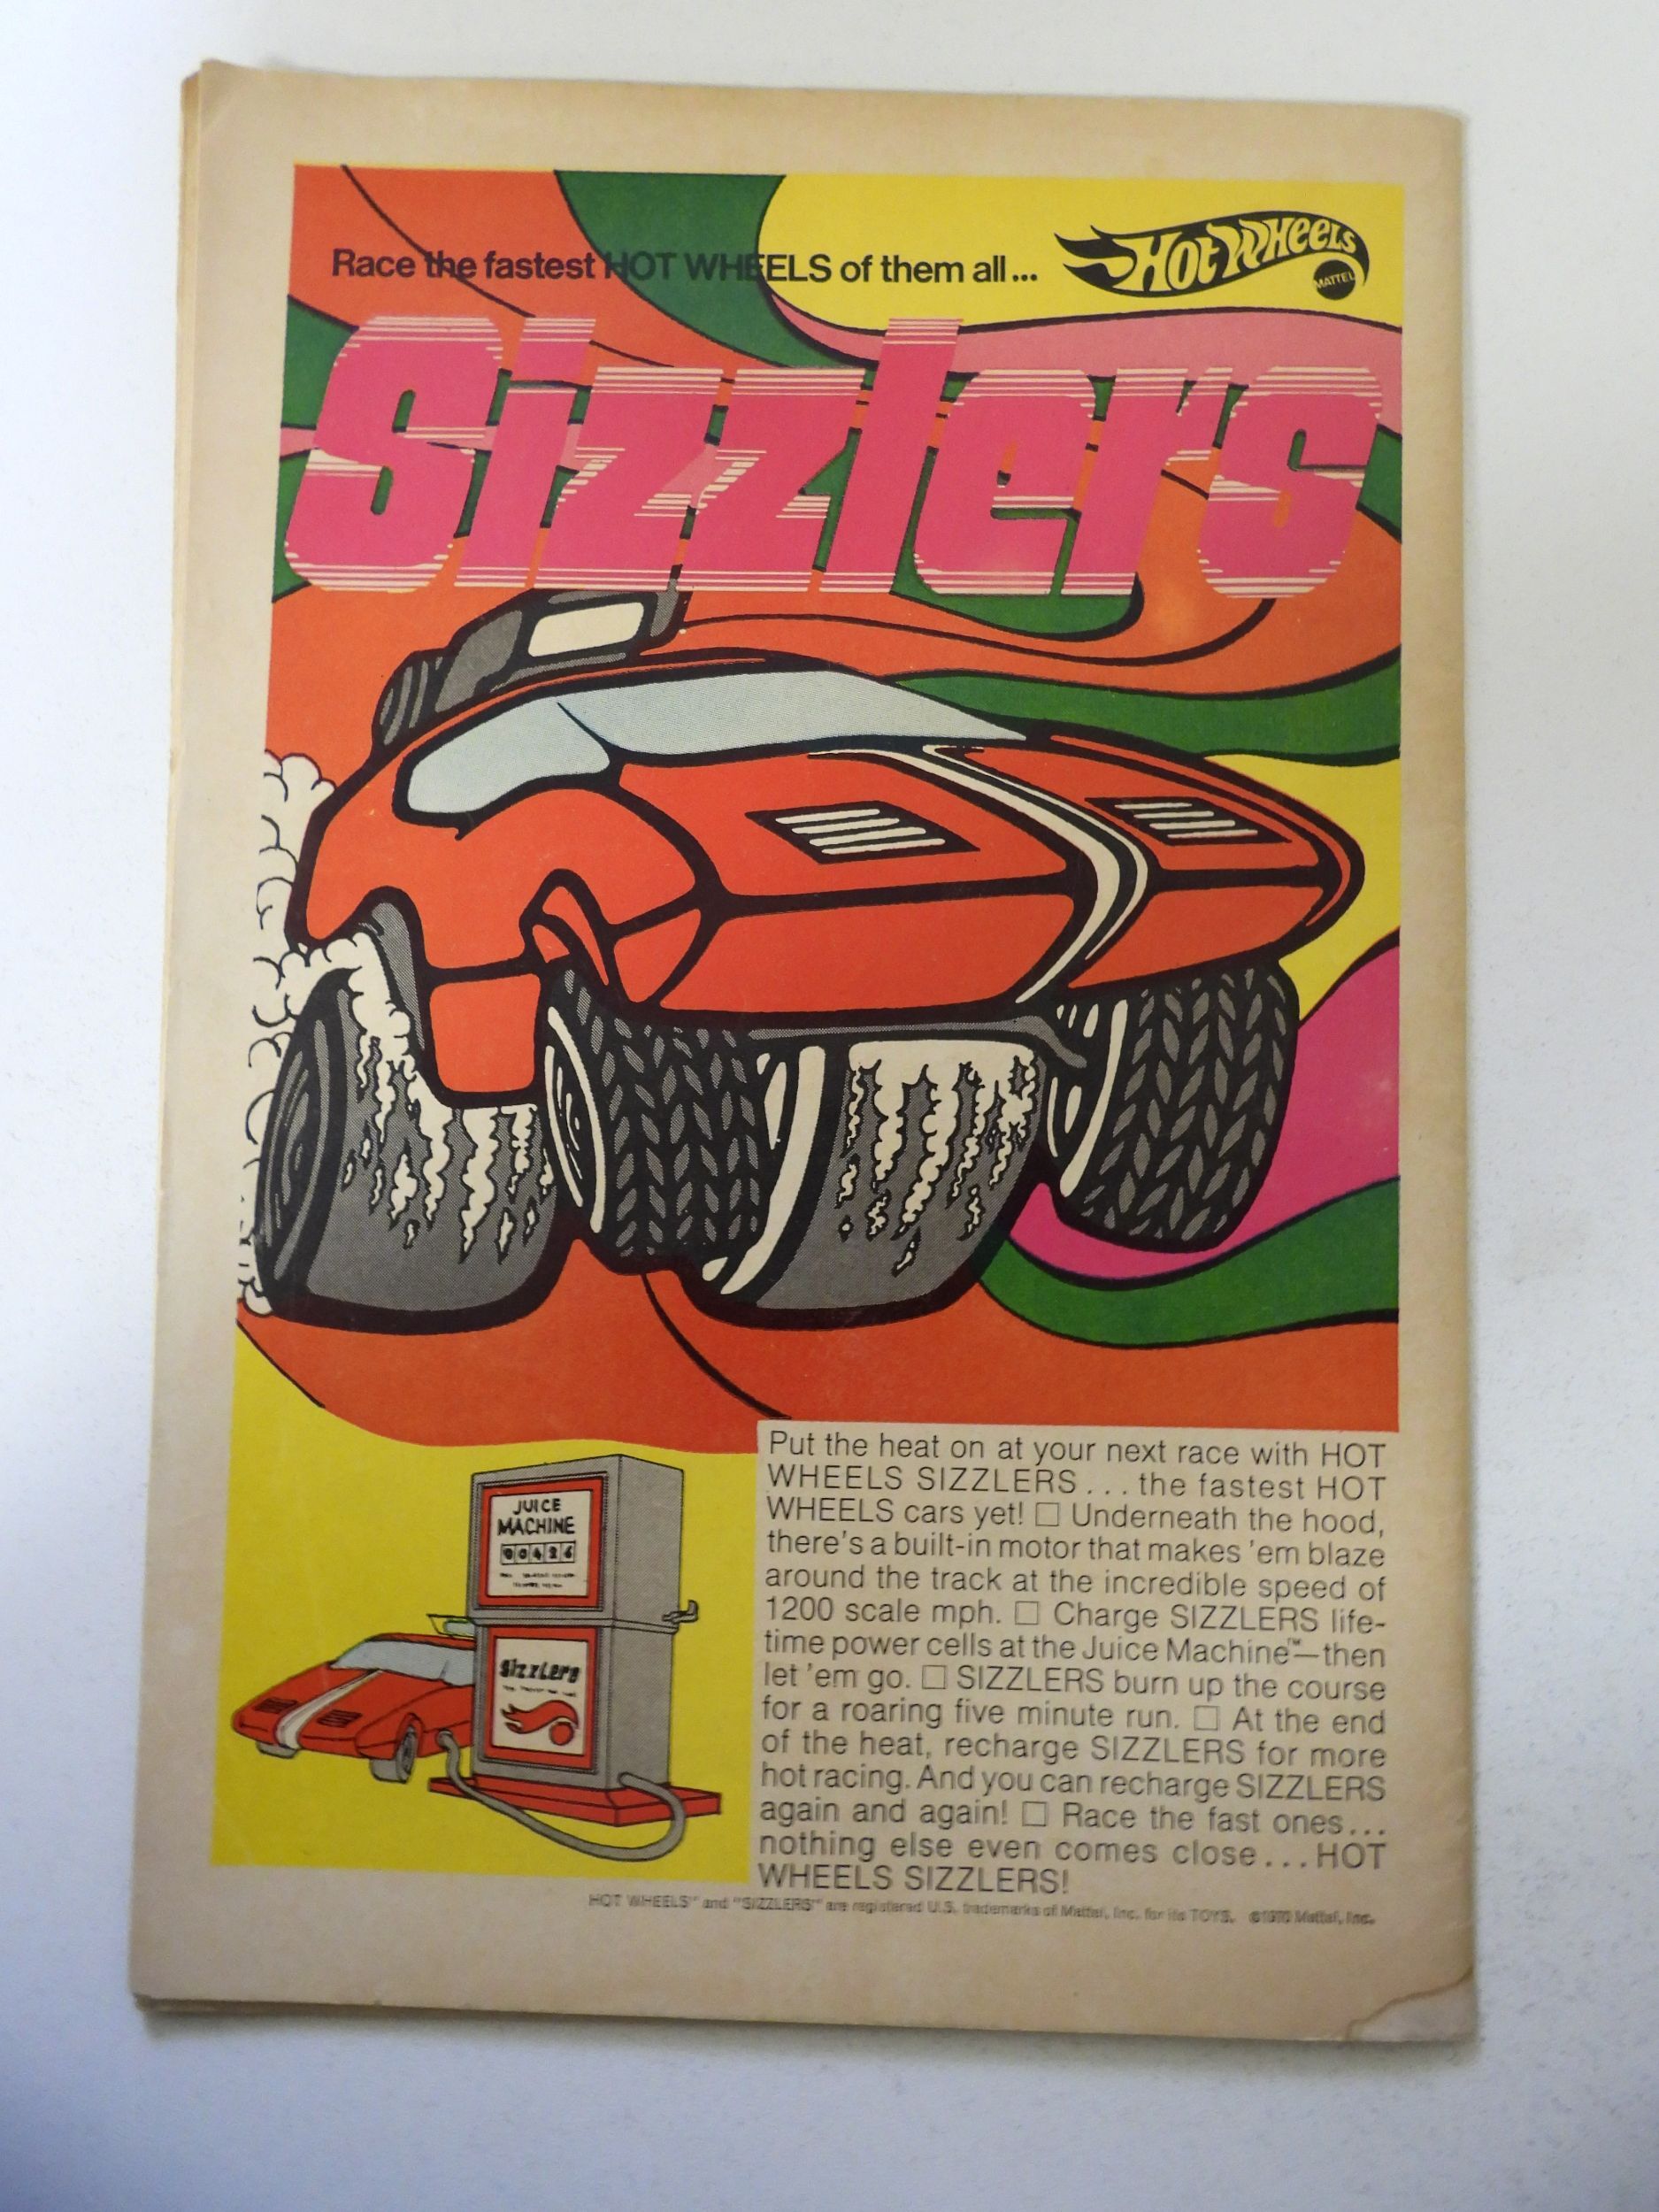 Race the fastest HOT WHEELS of them all...
Hot Wheels
MATTEL
Sizzlers
Put the heat on at your next race with HOT
WHEELS SIZZLERS...the fastest HOT
WHEELS cars yet! □ Underneath the hood,
there's a built-in motor that makes 'em blaze
around the track at the incredible speed of
1200 scale mph. □ Charge SIZZLERS life-
time power cells at the Juice Machine™—then
let 'em go. □ SIZZLERS burn up the course
for a roaring five minute run. □ At the end
of the heat, recharge SIZZLERS for more
hot racing. And you can recharge SIZZLERS
again and again! □ Race the fast ones...
nothing else even comes close...HOT
WHEELS SIZZLERS!
JUICE
MACHINE
00426
Sizzlers
HOT WHEELS" and "SIZZLERS" are registered U.S. trademarks of Mattel, Inc. for its TOYS. ©1970 Mattel, Inc.